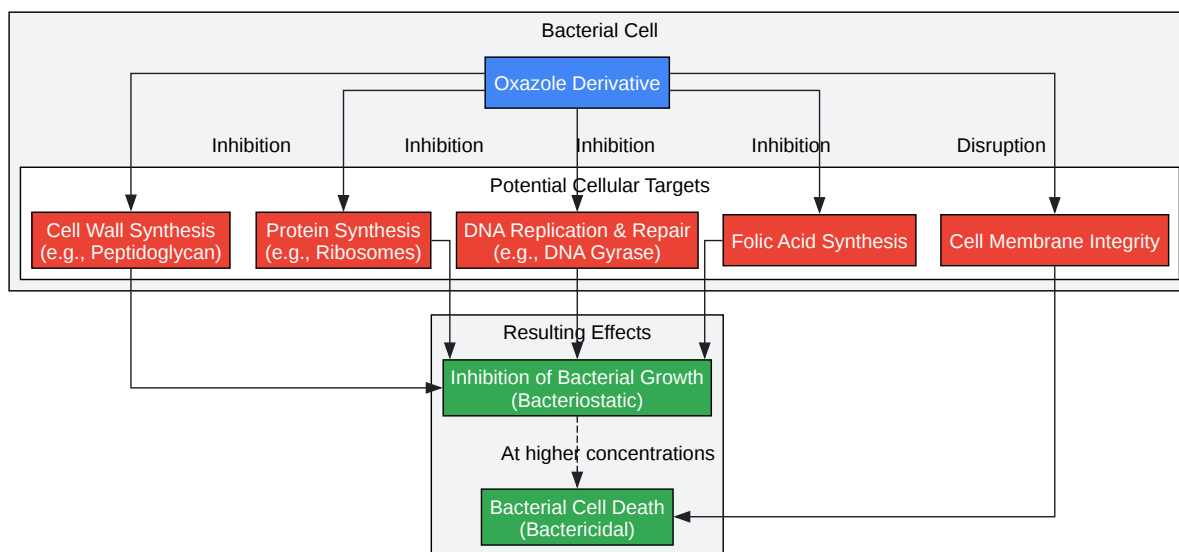 Bacterial Cell
Oxazole Derivative
Inhibition
Inhibition
Inhibition
Inhibition
Disruption
Potential Cellular Targets
Cell Wall Synthesis
(e.g., Peptidoglycan)
Protein Synthesis
(e.g., Ribosomes)
DNA Replication & Repair
(e.g., DNA Gyrase)
Folic Acid Synthesis
Cell Membrane Integrity
Resulting Effects
Inhibition of Bacterial Growth
(Bacteriostatic)
At higher concentrations
Bacterial Cell Death
(Bactericidal)